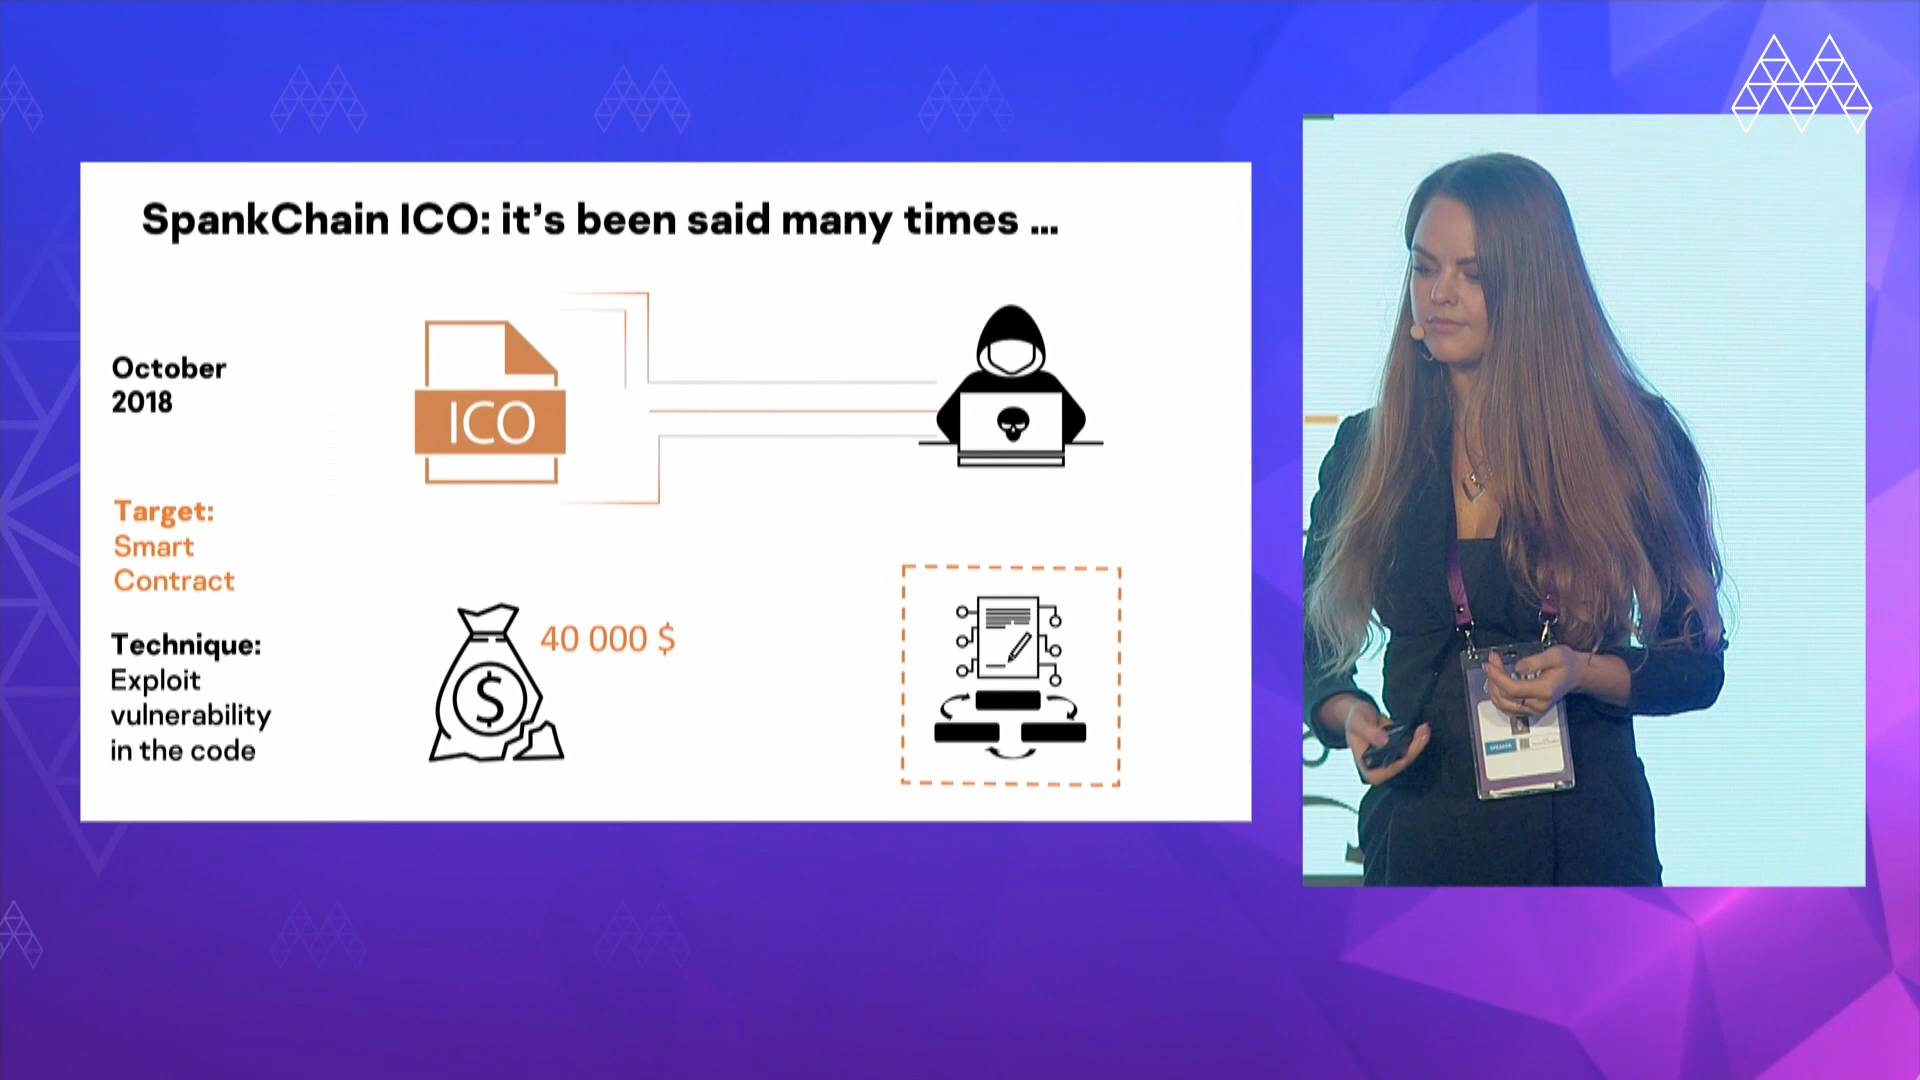 SpankChain ICO: it's been said many times ...
October
2018
ICO
Target:
Smart
Contract
40 000 $
Technique:
Exploit
vulnerability
in the code
$
SPEAKER